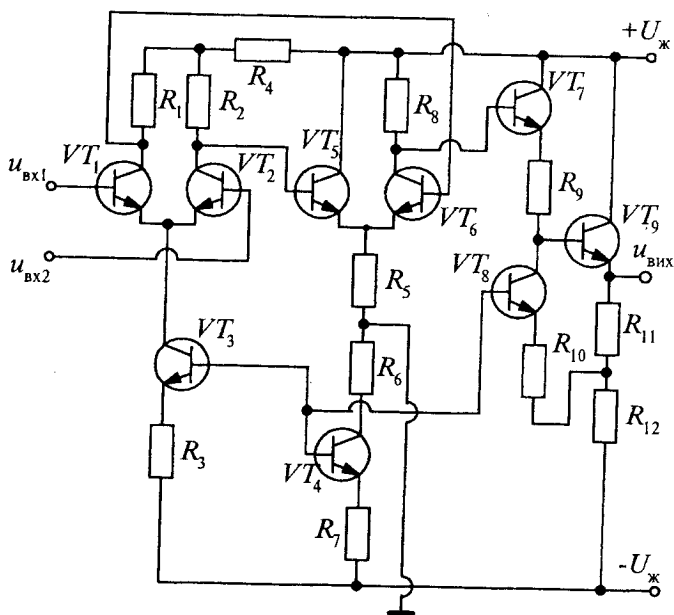 +U_ж
R_4
VT_7
R_1
R_2
R_8
VT_5
u_вх1
VT_1
VT_2
R_9
VT_6
VT_9
u_вих
u_вх2
VT_8
R_5
R_11
VT_3
R_6
R_10
R_12
R_3
VT_4
R_7
-U_ж